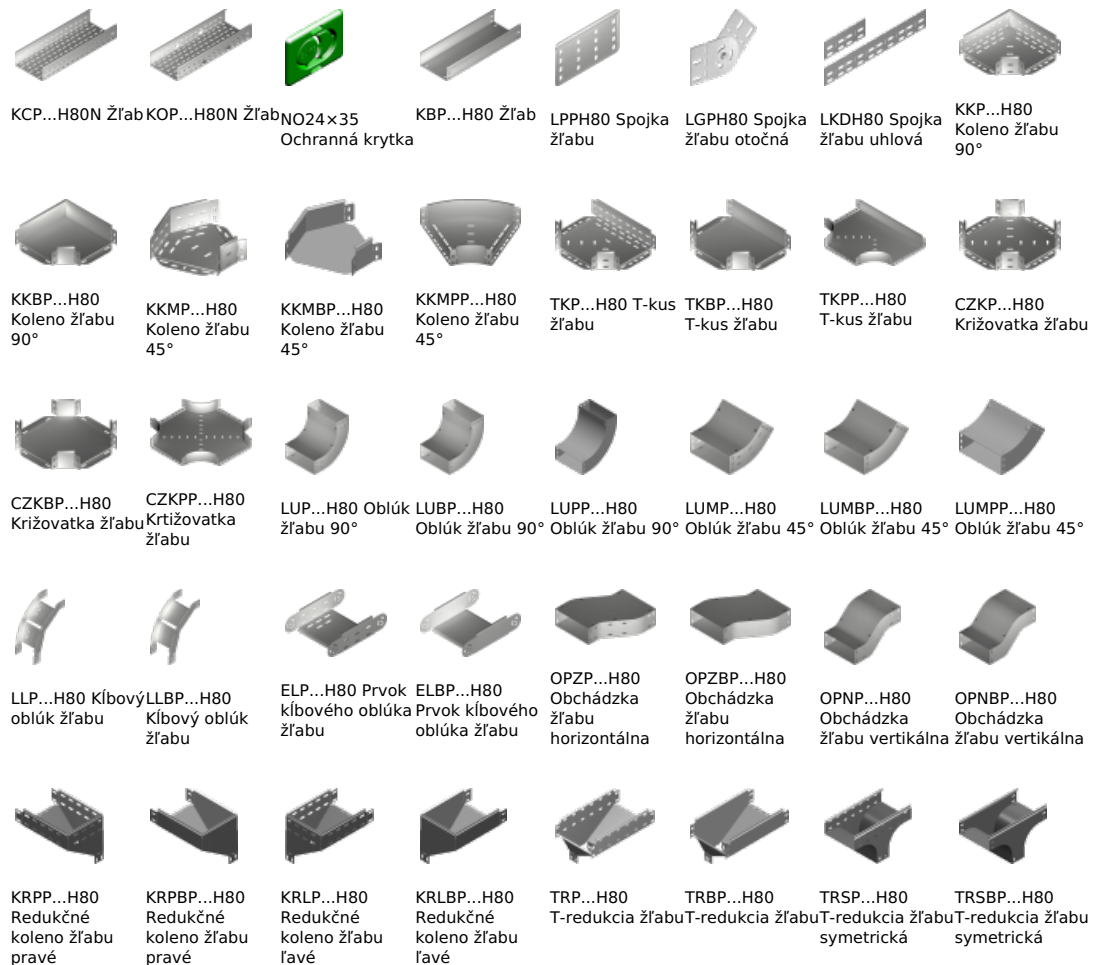 KCP...H80N Žľab
KOP...H80N Žľab
NO24×35
Ochranná krytka
KBP...H80 Žľab
LPPH80 Spojka
žľabu
LGPH80 Spojka
žľabu otočná
LKDH80 Spojka
žľabu uhlová
KKP...H80
Koleno žľabu
90°
KKBP...H80
Koleno žľabu
90°
KKMP...H80
Koleno žľabu
45°
KKMBP...H80
Koleno žľabu
45°
KKMPP...H80
Koleno žľabu
45°
TKP...H80 T-kus
žľabu
TKBP...H80
T-kus žľabu
TKPP...H80
T-kus žľabu
CZKP...H80
Križovatka žľabu
CZKBP...H80
Križovatka žľabu
CZKPP...H80
Krtižovatka
žľabu
LUP...H80 Oblúk
žľabu 90°
LUBP...H80
Oblúk žľabu 90°
LUPP...H80
Oblúk žľabu 90°
LUMP...H80
Oblúk žľabu 45°
LUMBP...H80
Oblúk žľabu 45°
LUMPP...H80
Oblúk žľabu 45°
LLP...H80 Kĺbový
oblúk žľabu
LLBP...H80
Kĺbový oblúk
žľabu
ELP...H80 Prvok
kĺbového oblúka
žľabu
ELBP...H80
Prvok kĺbového
oblúka žľabu
OPZP...H80
Obchádzka
žľabu
horizontálna
OPZBP...H80
Obchádzka
žľabu
horizontálna
OPNP...H80
Obchádzka
žľabu vertikálna
OPNBP...H80
Obchádzka
žľabu vertikálna
KRPP...H80
Redukčné
koleno žľabu
pravé
KRPBP...H80
Redukčné
koleno žľabu
pravé
KRLP...H80
Redukčné
koleno žľabu
ľavé
KRLBP...H80
Redukčné
koleno žľabu
ľavé
TRP...H80
T-redukcia žľabu
TRBP...H80
T-redukcia žľabu
TRSP...H80
T-redukcia žľabu
symetrická
TRSBP...H80
T-redukcia žľabu
symetrická